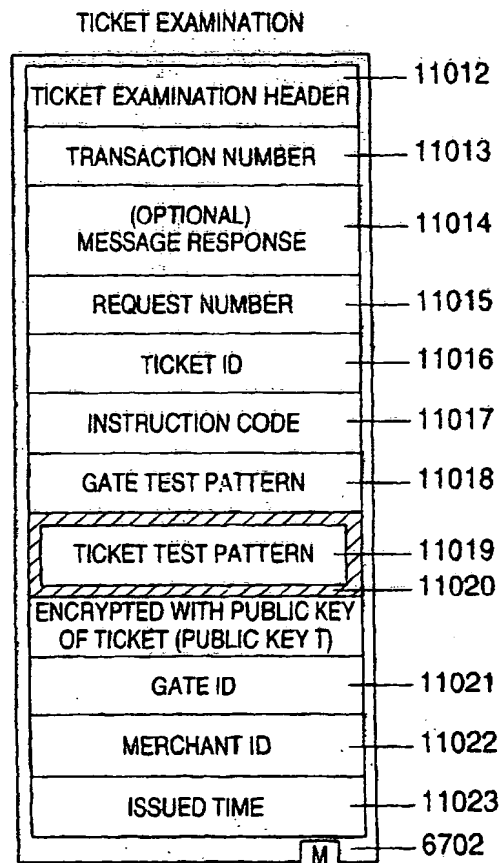 TICKET EXAMINATION
TICKET EXAMINATION HEADER 11012
TRANSACTION NUMBER 11013
(OPTIONAL)
MESSAGE RESPONSE 11014
REQUEST NUMBER 11015
TICKET ID 11016
INSTRUCTION CODE 11017
GATE TEST PATTERN 11018
TICKET TEST PATTERN 11019
11020
ENCRYPTED WITH PUBLIC KEY
OF TICKET (PUBLIC KEY T)
GATE ID 11021
MERCHANT ID 11022
ISSUED TIME 11023
M 6702